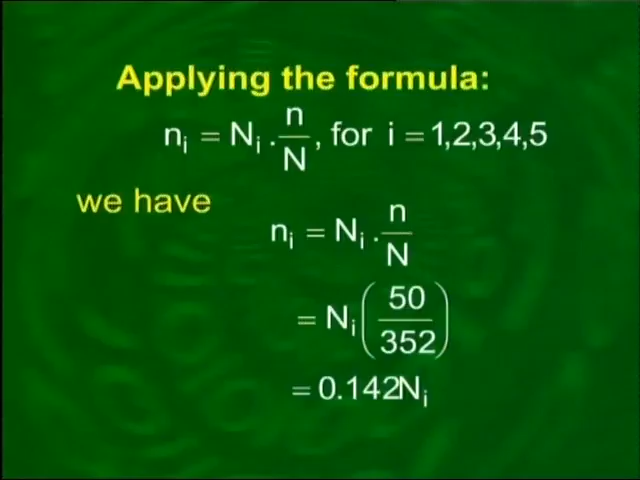 Applying the formula:
nᵢ = Nᵢ . n/N , for i = 1,2,3,4,5
we have
nᵢ = Nᵢ . n/N
= Nᵢ (50/352)
= 0.142Nᵢ